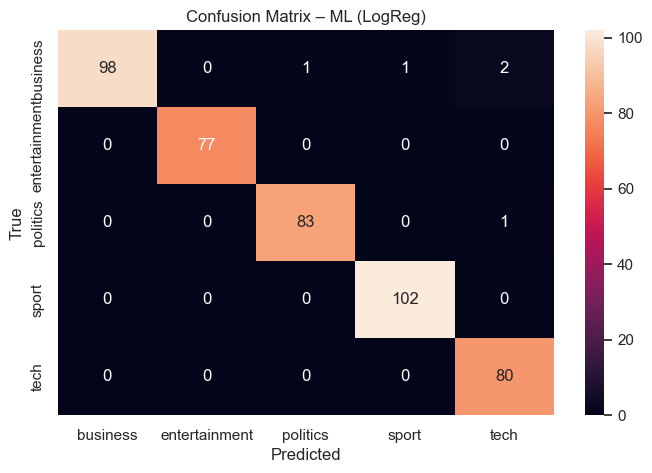 Confusion Matrix – ML (LogReg)
True
business
98 0 1 1 2
entertainment
0 77 0 0 0
politics
0 0 83 0 1
sport
0 0 0 102 0
tech
0 0 0 0 80
business entertainment politics sport tech
Predicted
100
80
60
40
20
0